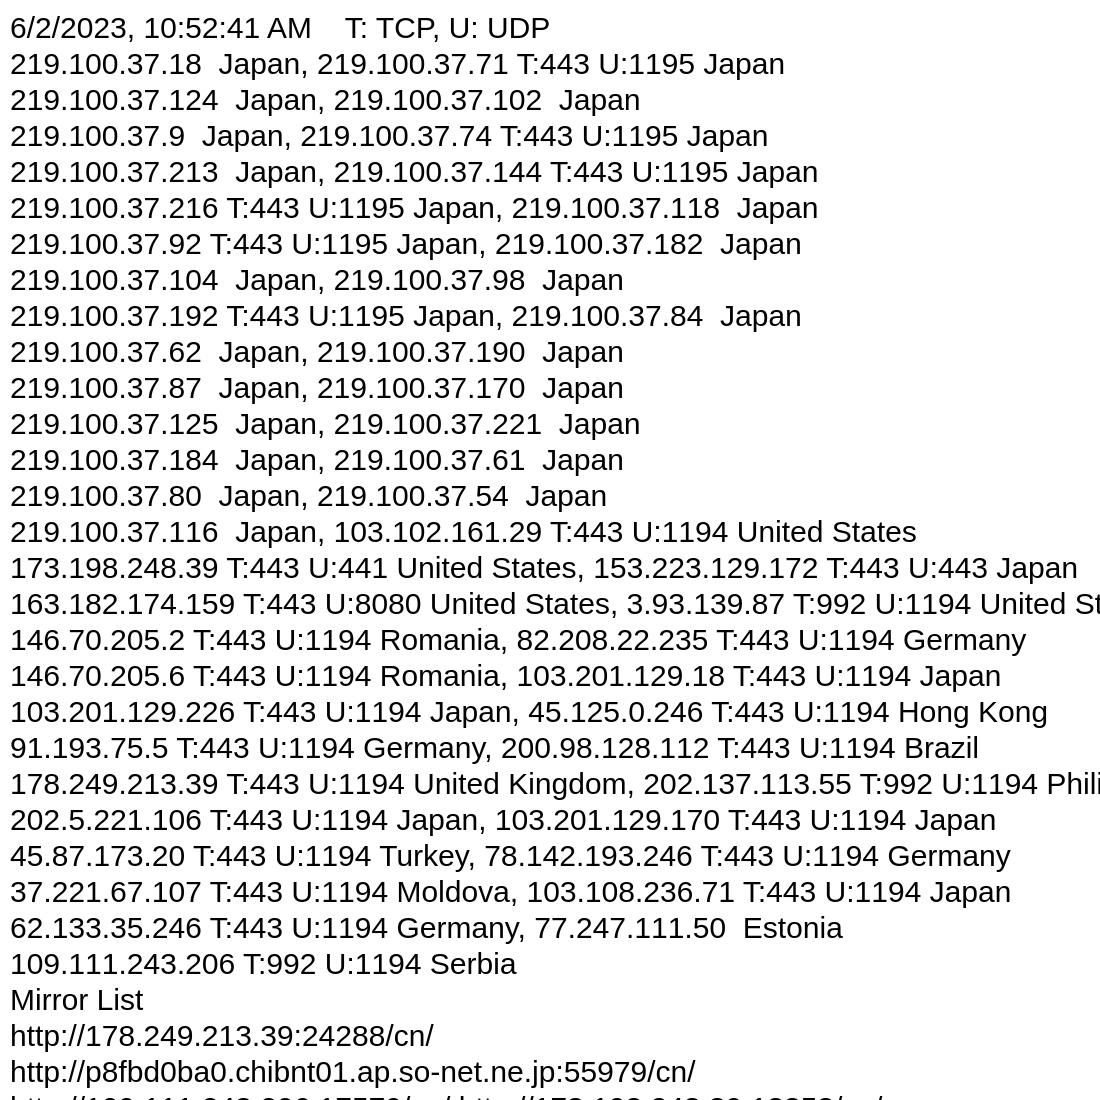 6/2/2023, 10:52:41 AM    T: TCP, U: UDP
219.100.37.18  Japan, 219.100.37.71 T:443 U:1195 Japan
219.100.37.124  Japan, 219.100.37.102  Japan
219.100.37.9  Japan, 219.100.37.74 T:443 U:1195 Japan
219.100.37.213  Japan, 219.100.37.144 T:443 U:1195 Japan
219.100.37.216 T:443 U:1195 Japan, 219.100.37.118  Japan
219.100.37.92 T:443 U:1195 Japan, 219.100.37.182  Japan
219.100.37.104  Japan, 219.100.37.98  Japan
219.100.37.192 T:443 U:1195 Japan, 219.100.37.84  Japan
219.100.37.62  Japan, 219.100.37.190  Japan
219.100.37.87  Japan, 219.100.37.170  Japan
219.100.37.125  Japan, 219.100.37.221  Japan
219.100.37.184  Japan, 219.100.37.61  Japan
219.100.37.80  Japan, 219.100.37.54  Japan
219.100.37.116  Japan, 103.102.161.29 T:443 U:1194 United States
173.198.248.39 T:443 U:441 United States, 153.223.129.172 T:443 U:443 Japan
163.182.174.159 T:443 U:8080 United States, 3.93.139.87 T:992 U:1194 United St
146.70.205.2 T:443 U:1194 Romania, 82.208.22.235 T:443 U:1194 Germany
146.70.205.6 T:443 U:1194 Romania, 103.201.129.18 T:443 U:1194 Japan
103.201.129.226 T:443 U:1194 Japan, 45.125.0.246 T:443 U:1194 Hong Kong
91.193.75.5 T:443 U:1194 Germany, 200.98.128.112 T:443 U:1194 Brazil
178.249.213.39 T:443 U:1194 United Kingdom, 202.137.113.55 T:992 U:1194 Phili
202.5.221.106 T:443 U:1194 Japan, 103.201.129.170 T:443 U:1194 Japan
45.87.173.20 T:443 U:1194 Turkey, 78.142.193.246 T:443 U:1194 Germany
37.221.67.107 T:443 U:1194 Moldova, 103.108.236.71 T:443 U:1194 Japan
62.133.35.246 T:443 U:1194 Germany, 77.247.111.50  Estonia
109.111.243.206 T:992 U:1194 Serbia
Mirror List
http://178.249.213.39:24288/cn/
http://p8fbd0ba0.chibnt01.ap.so-net.ne.jp:55979/cn/